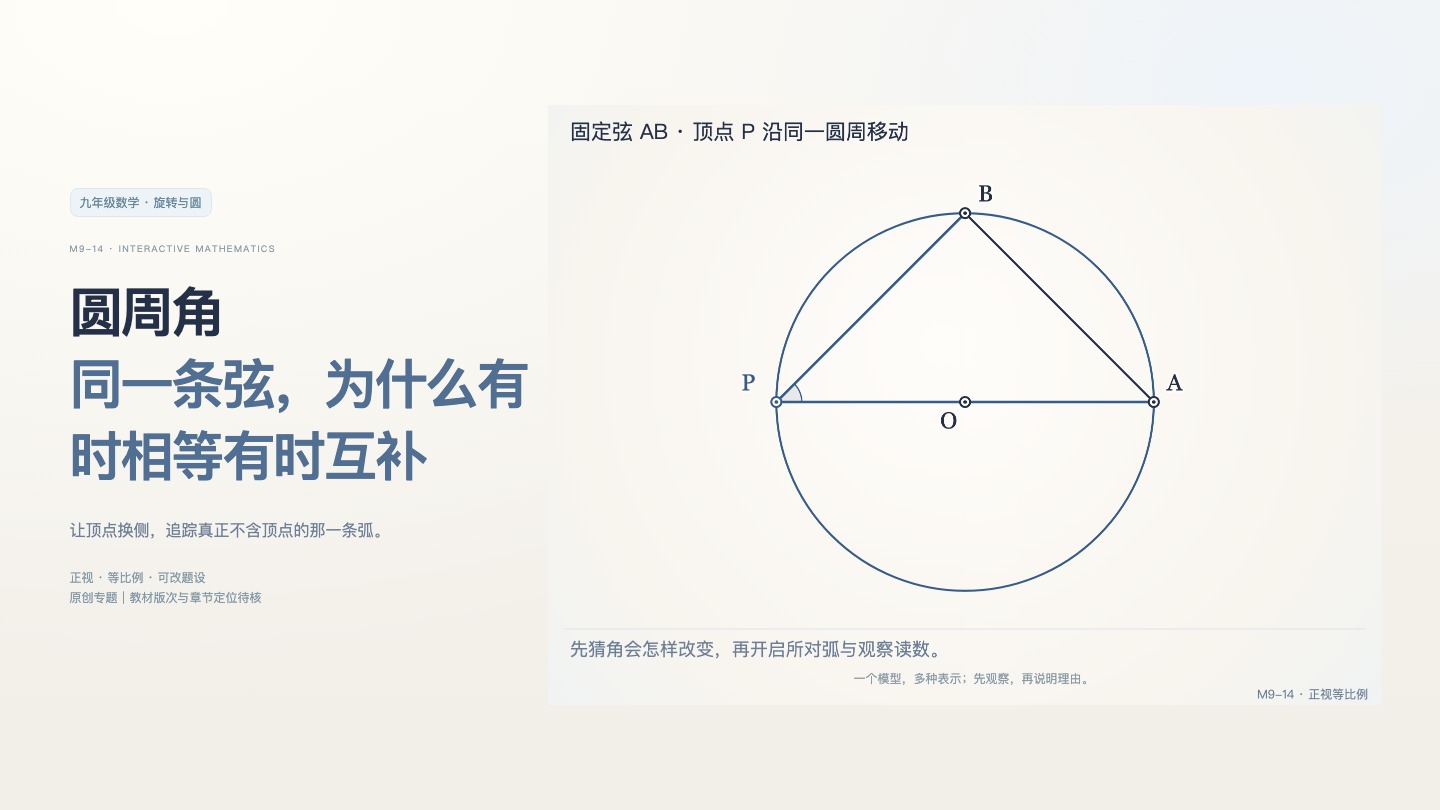 九年级数学 · 旋转与圆
M9–14 · INTERACTIVE MATHEMATICS
圆周角
同一条弦，为什么有
时相等有时互补
让顶点换侧，追踪真正不含顶点的那一条弧。
正视 · 等比例 · 可改题设
原创专题｜教材版次与章节定位待核
固定弦 AB · 顶点 P 沿同一圆周移动
B
P
A
O
先猜角会怎样改变，再开启所对弧与观察读数。
一个模型，多种表示；先观察，再说明理由。
M9–14 · 正视等比例